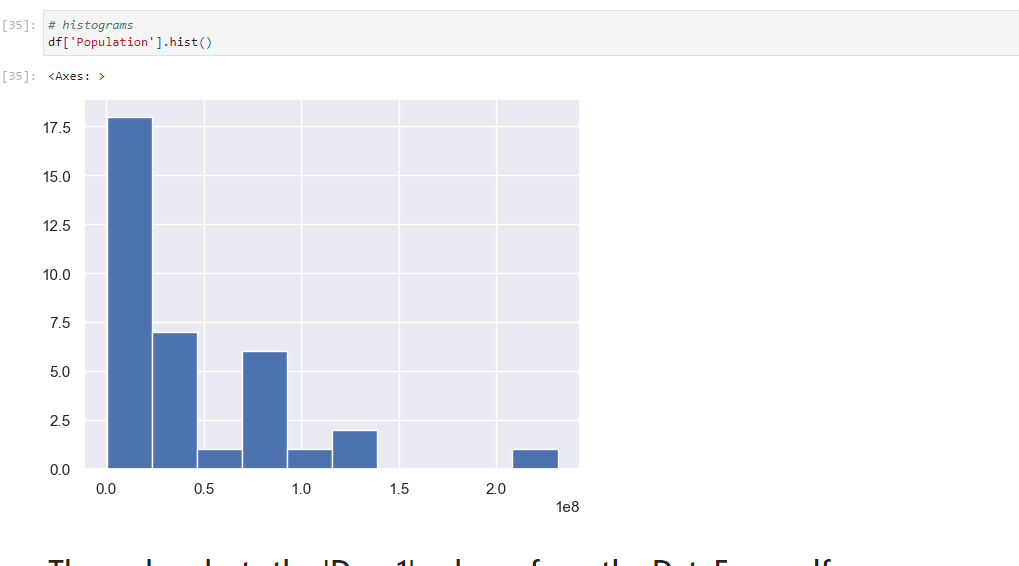 [35]: # histograms
df['Population'].hist()
[35]: <Axes: >
17.5
15.0
12.5
10.0
7.5
5.0
2.5
0.0
0.0 0.5 1.0 1.5 2.0
1e8